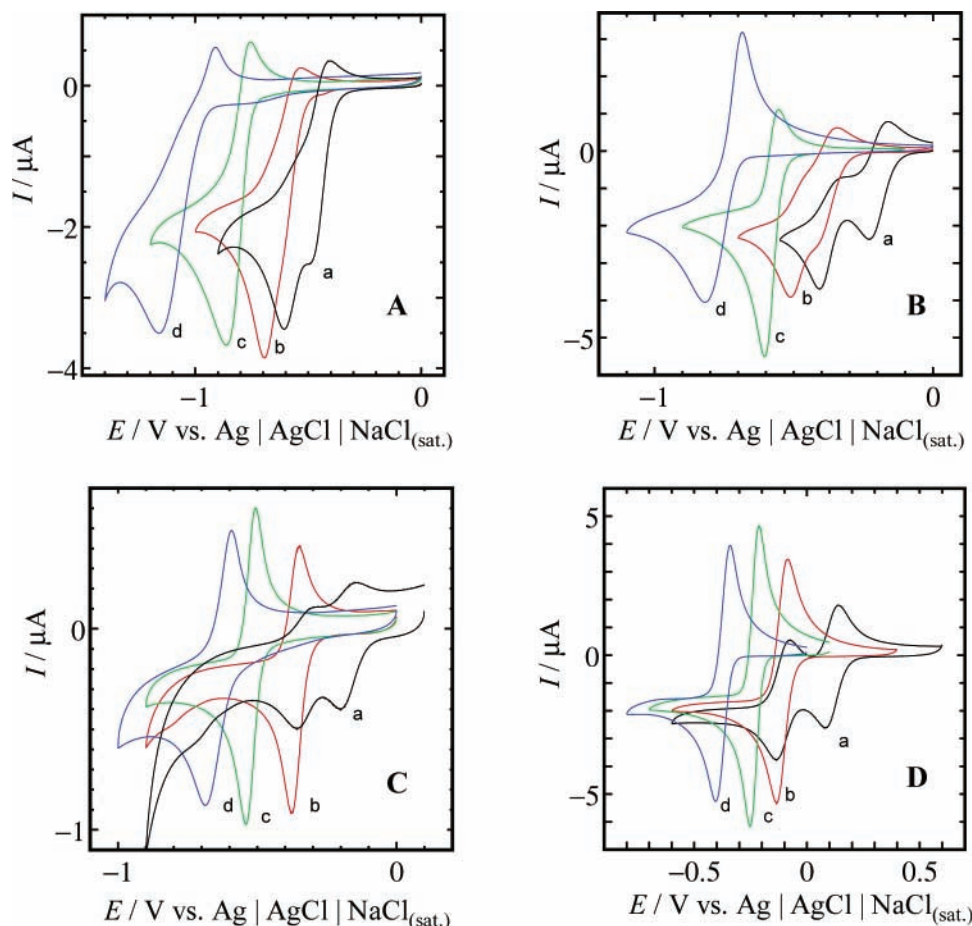 0
−2
−4
I / μA
a
b
c
d
A
−1
0
E / V vs. Ag | AgCl | NaCl(sat.)
0
−5
I / μA
a
b
c
d
B
−1
0
E / V vs. Ag | AgCl | NaCl(sat.)
0
−1
I / μA
a
b
c
d
C
−1
0
E / V vs. Ag | AgCl | NaCl(sat.)
5
0
−5
I / μA
a
b
c
d
D
−0.5
0
0.5
E / V vs. Ag | AgCl | NaCl(sat.)